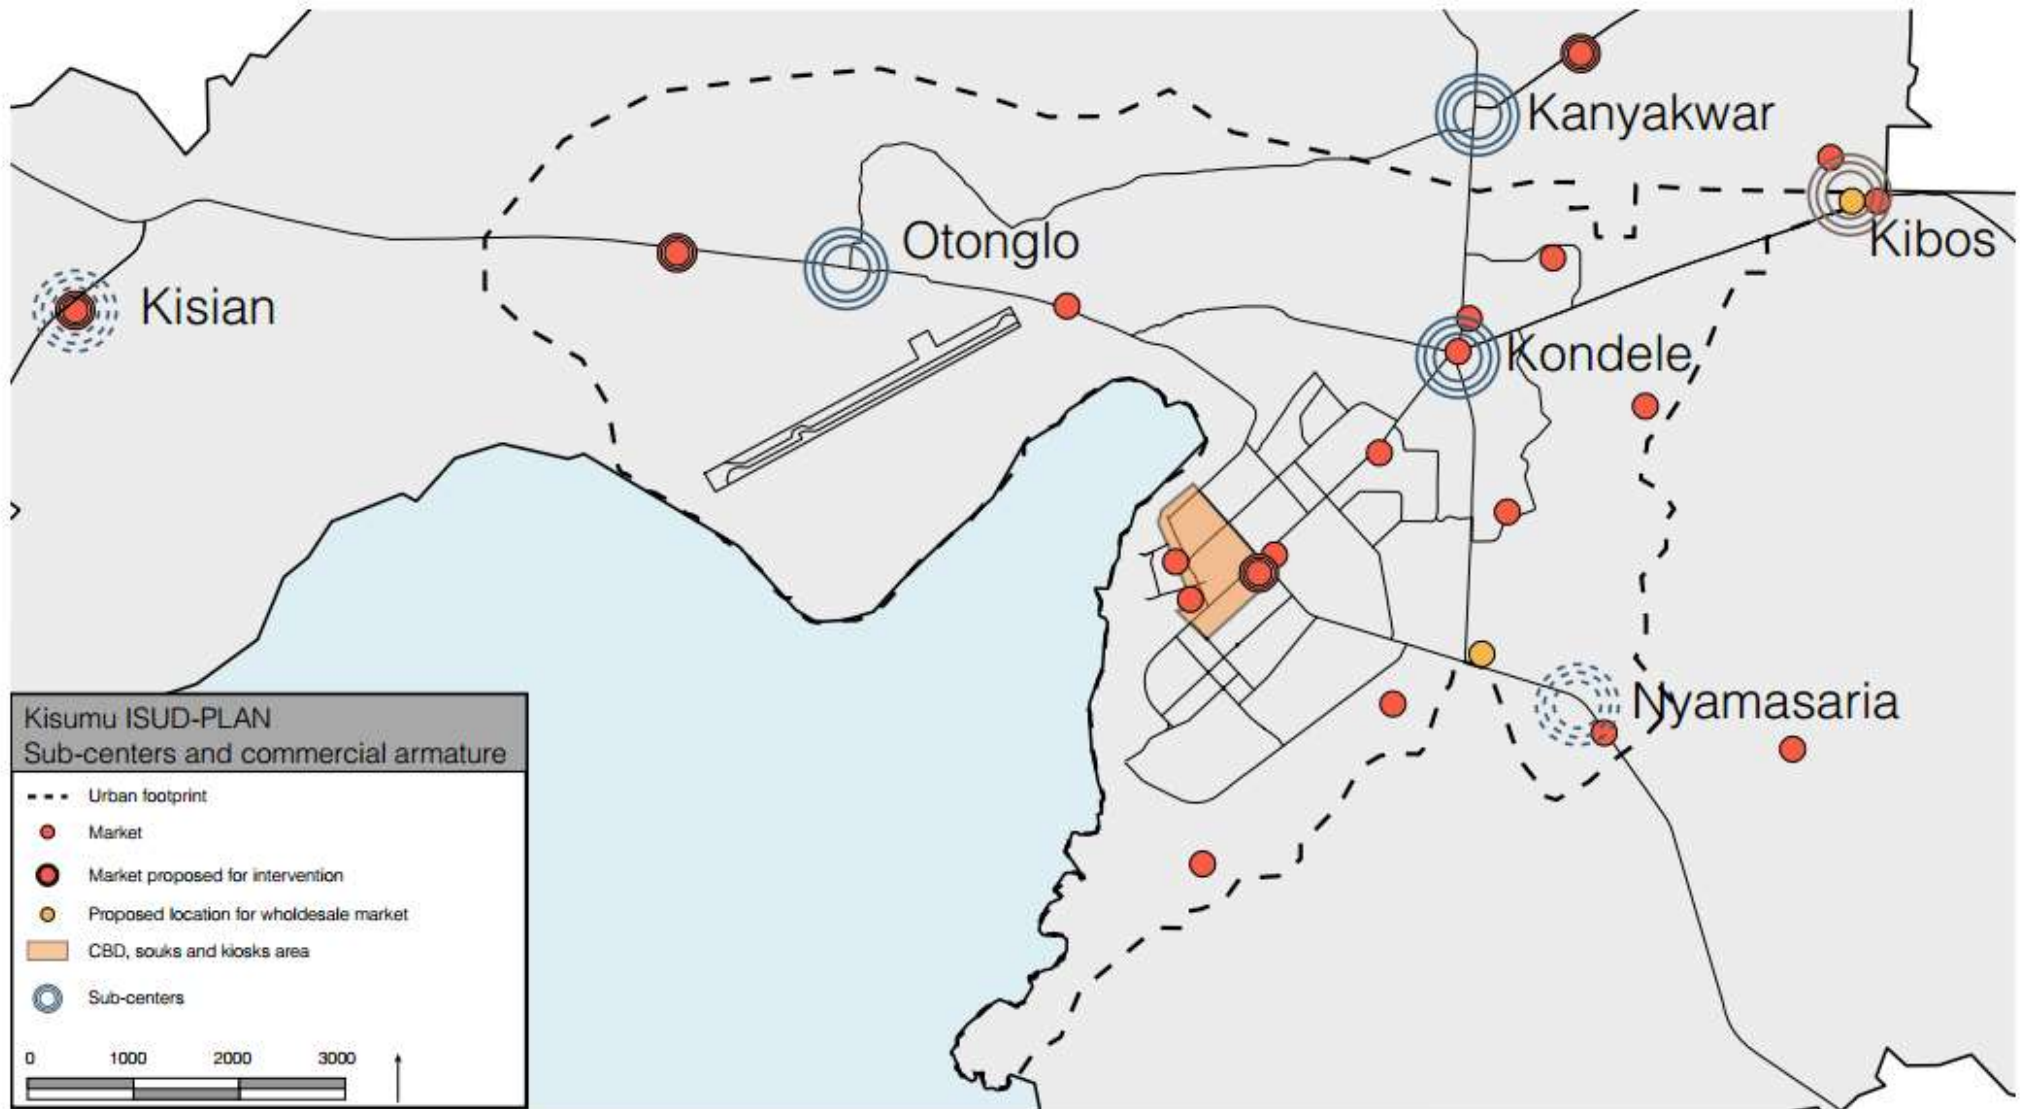 Kanyakwar
Kibos
Otonglo
Kisian
Kondele
Nyamasaria
Kisumu ISUD-PLAN
Sub-centers and commercial armature
Urban footprint
Market
Market proposed for intervention
Proposed location for wholdesale market
CBD, souks and kiosks area
Sub-centers
0 1000 2000 3000